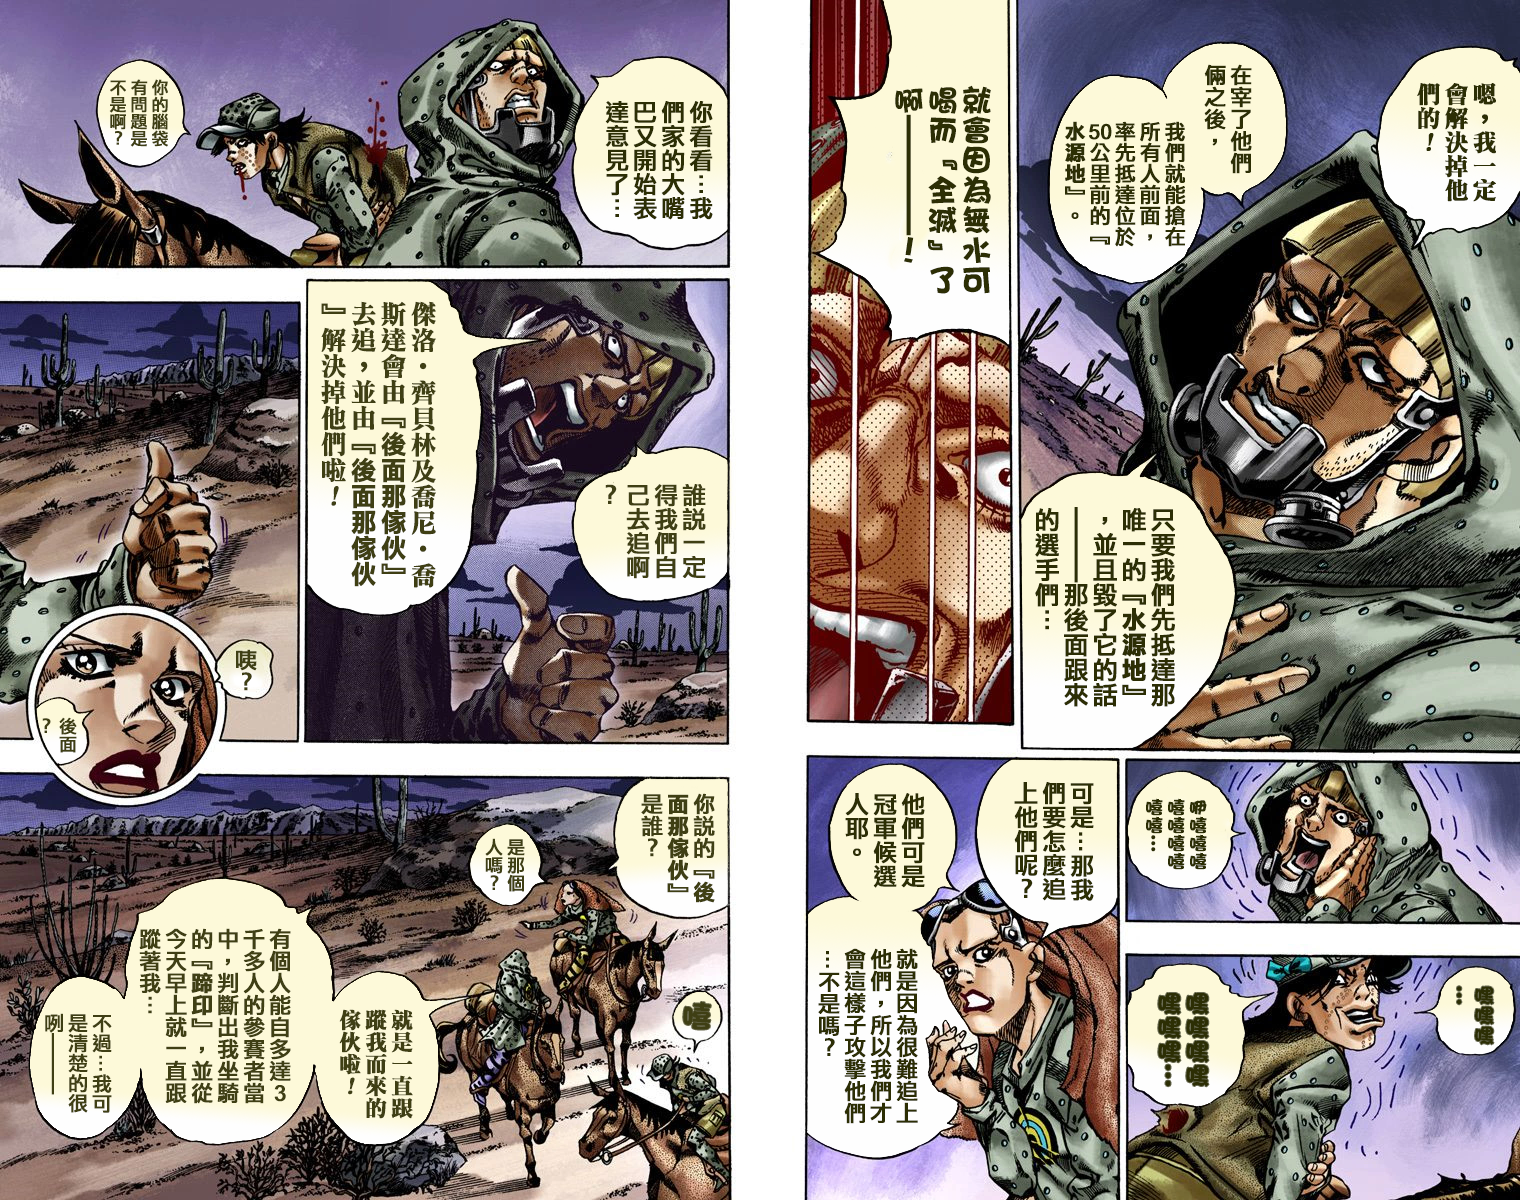 嗯，我一定
會解決掉他
們的！
在宰了他們
倆之後，
我們就能搶在
所有人前面，
率先抵達位於
50公里前的『
水源地』。
只要我們先抵達那
唯一的『水源地』
，並且毀了它的話
——那後面跟來
的選手們…
就會因為無水可
喝而『全滅』了
啊———！
咿嘻嘻嘻
嘻嘻嘻嘻
嘻嘻…
嘿嘿嘿
…
嘿嘿嘿嘿
嘿嘿嘿…
可是…那我
們要怎麼追
上他們呢？
他們可是
冠軍候選
人耶。
就是因為很難追上
他們，所以我們才
會這樣子攻擊他們
…不是嗎？
你看看…我
們家的大嘴
巴又開始表
達意見了…
你的腦袋
有問題是
不是啊？
誰說一定
得我們自
己去追啊
？
傑洛·齊貝林及喬尼·喬
斯達會由『後面那傢伙』
去追，並由『後面那傢伙
』解決掉他們啦！
咦？
後面
？
你說的『後
面那傢伙』
是誰？
是那個
人嗎？
嘻
就是一直跟
蹤我而來的
傢伙啦！
有個人能自多達3
千多人的參賽者當
中，判斷出我坐騎
的『蹄印』，並從
今天早上就一直跟
蹤著我…
不過…我可
是清楚的很
咧——